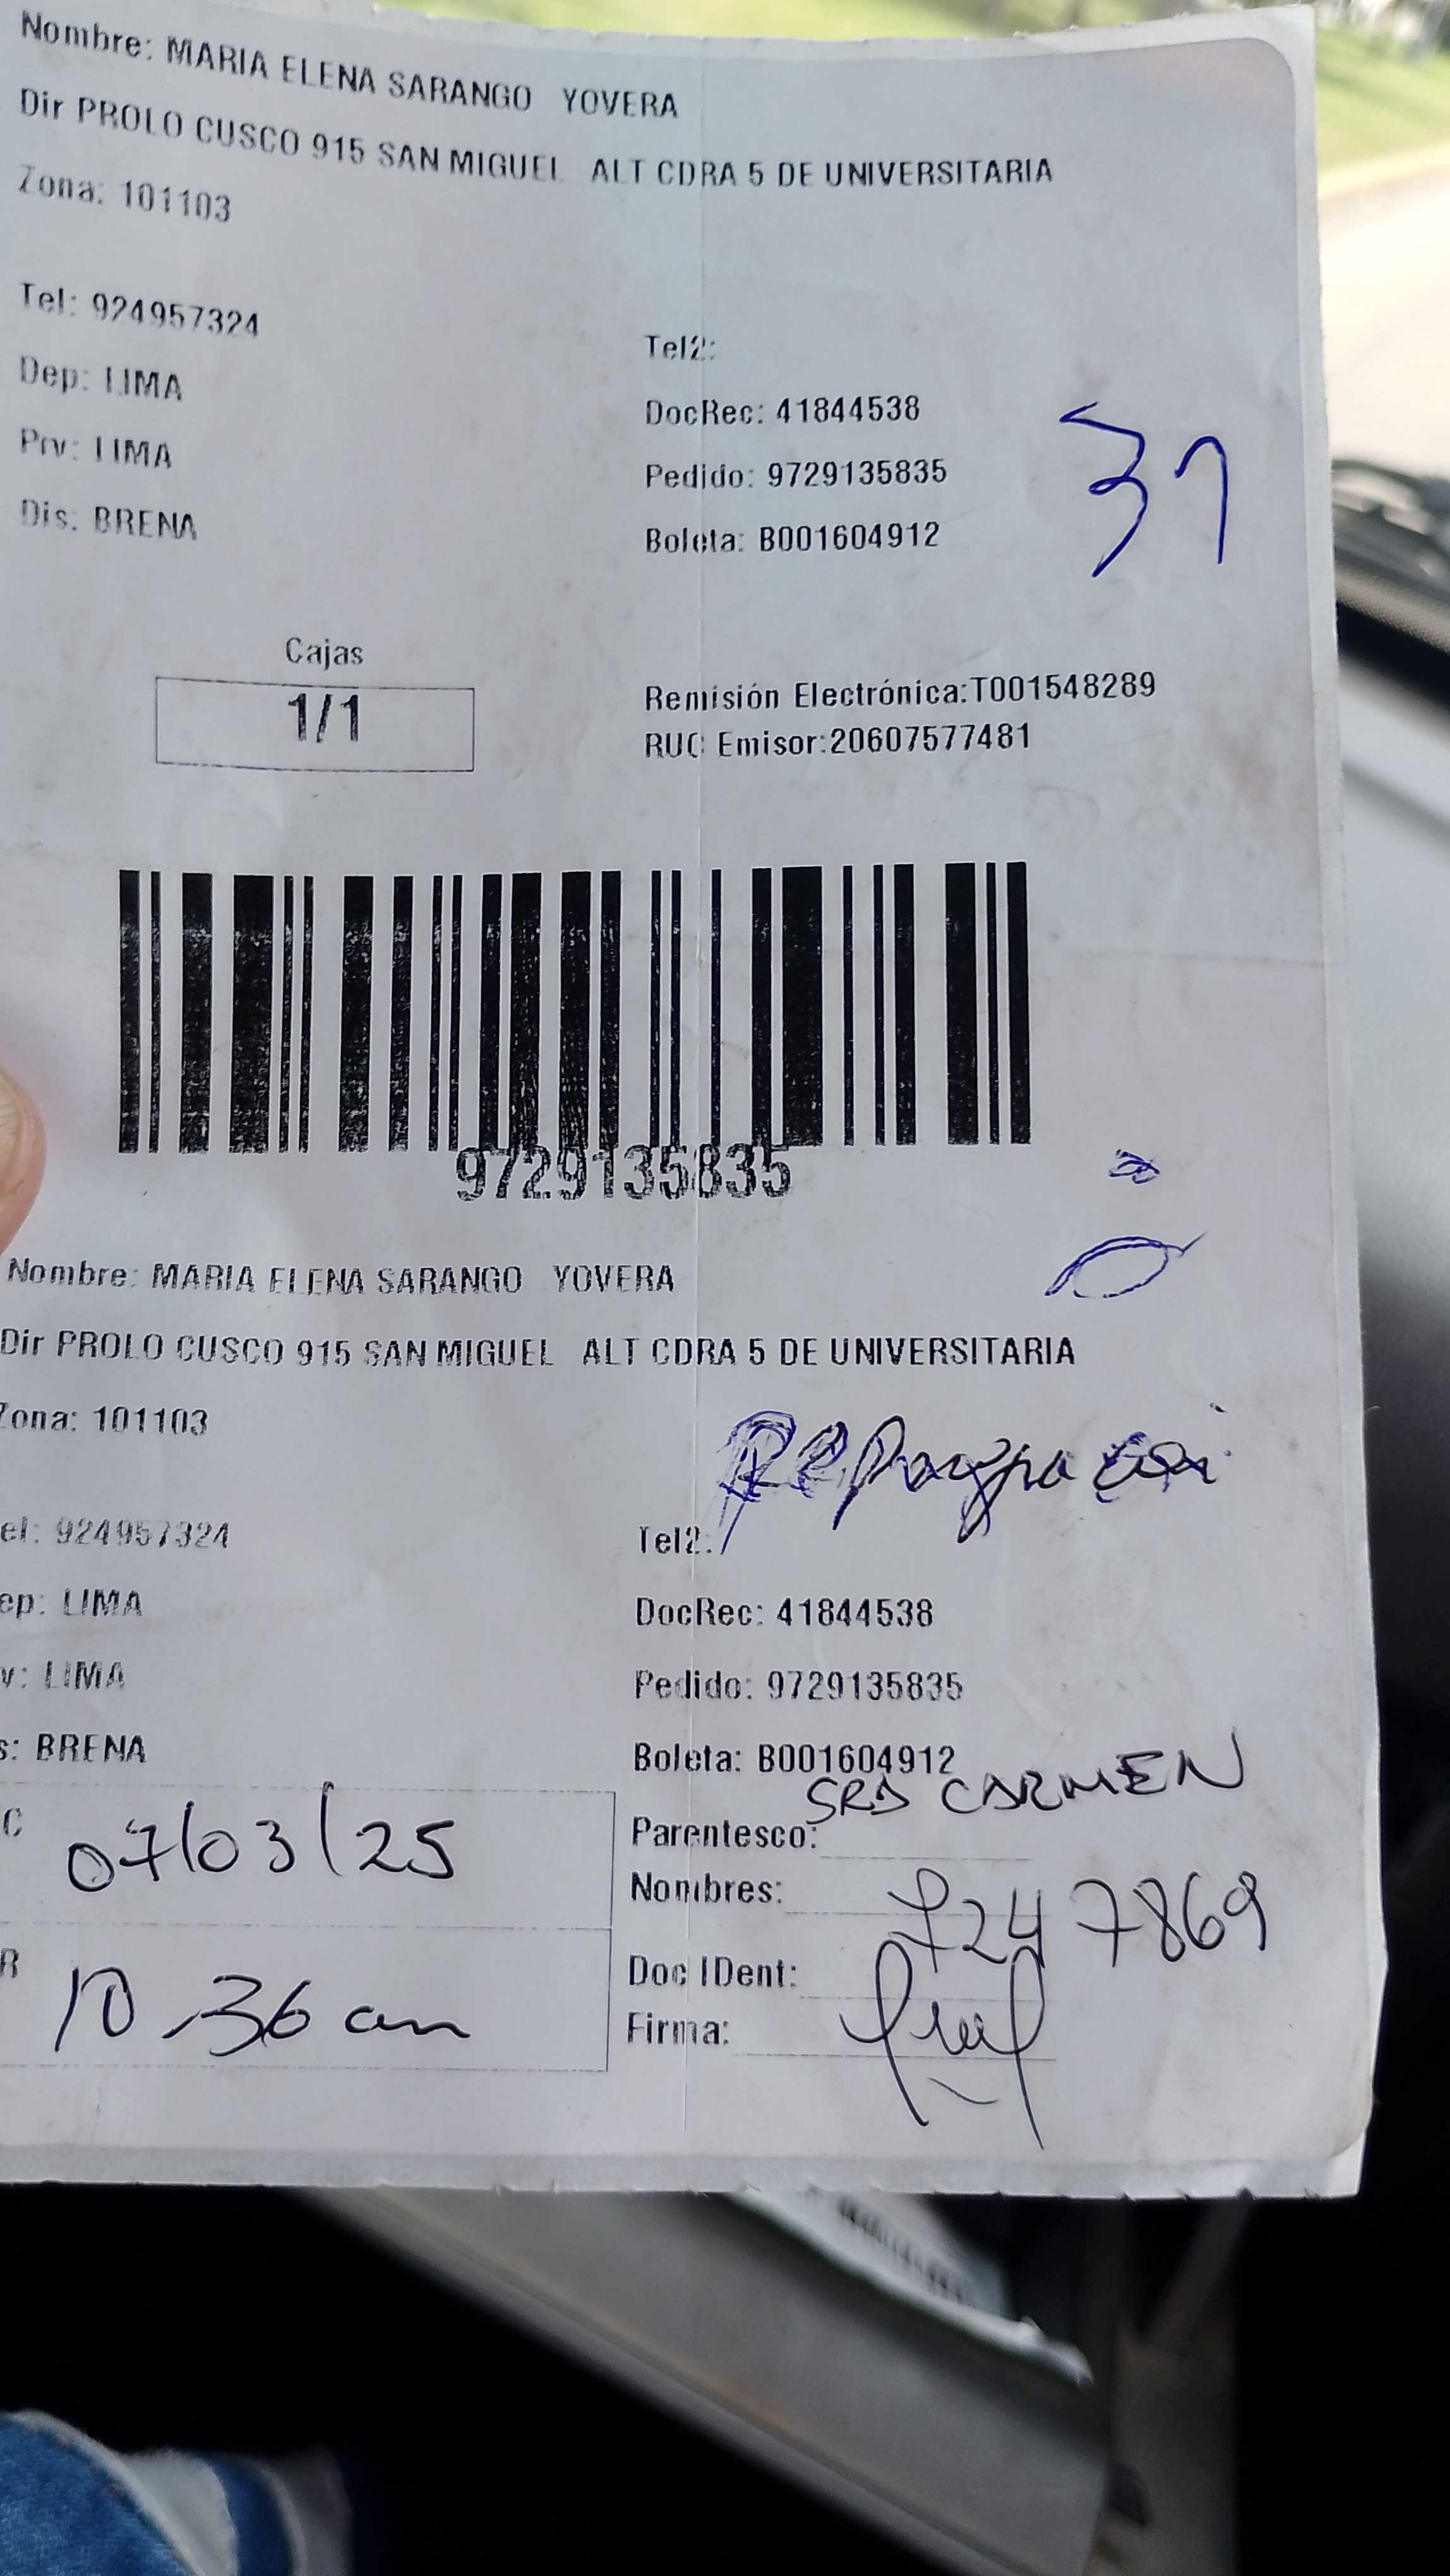 Nombre: MARIA ELENA SARANGO YOVERA
Dir PROLO CUSCO 915 SAN MIGUEL ALT CDRA 5 DE UNIVERSITARIA
Zona: 101103
Tel: 924957324
Tel2:
Dep: LIMA
DocRec: 41844538
Prv: LIMA
Pedido: 9729135835
Dis: BRENA
Boleta: B001604912
31
Cajas
1/1
Remisión Electrónica:T001548289
RUC Emisor:20607577481
9729135835
Nombre: MARIA ELENA SARANGO YOVERA
Dir PROLO CUSCO 915 SAN MIGUEL ALT CDRA 5 DE UNIVERSITARIA
Zona: 101103
el: 924957324
Tel2:
ep: LIMA
DocRec: 41844538
v: LIMA
Pedido: 9729135835
s: BRENA
Boleta: B001604912
C 07/03/25
Parentesco: SRA CARMEN
Nombres:
R 10 36 am
Doc IDent: 7247869
Firma: